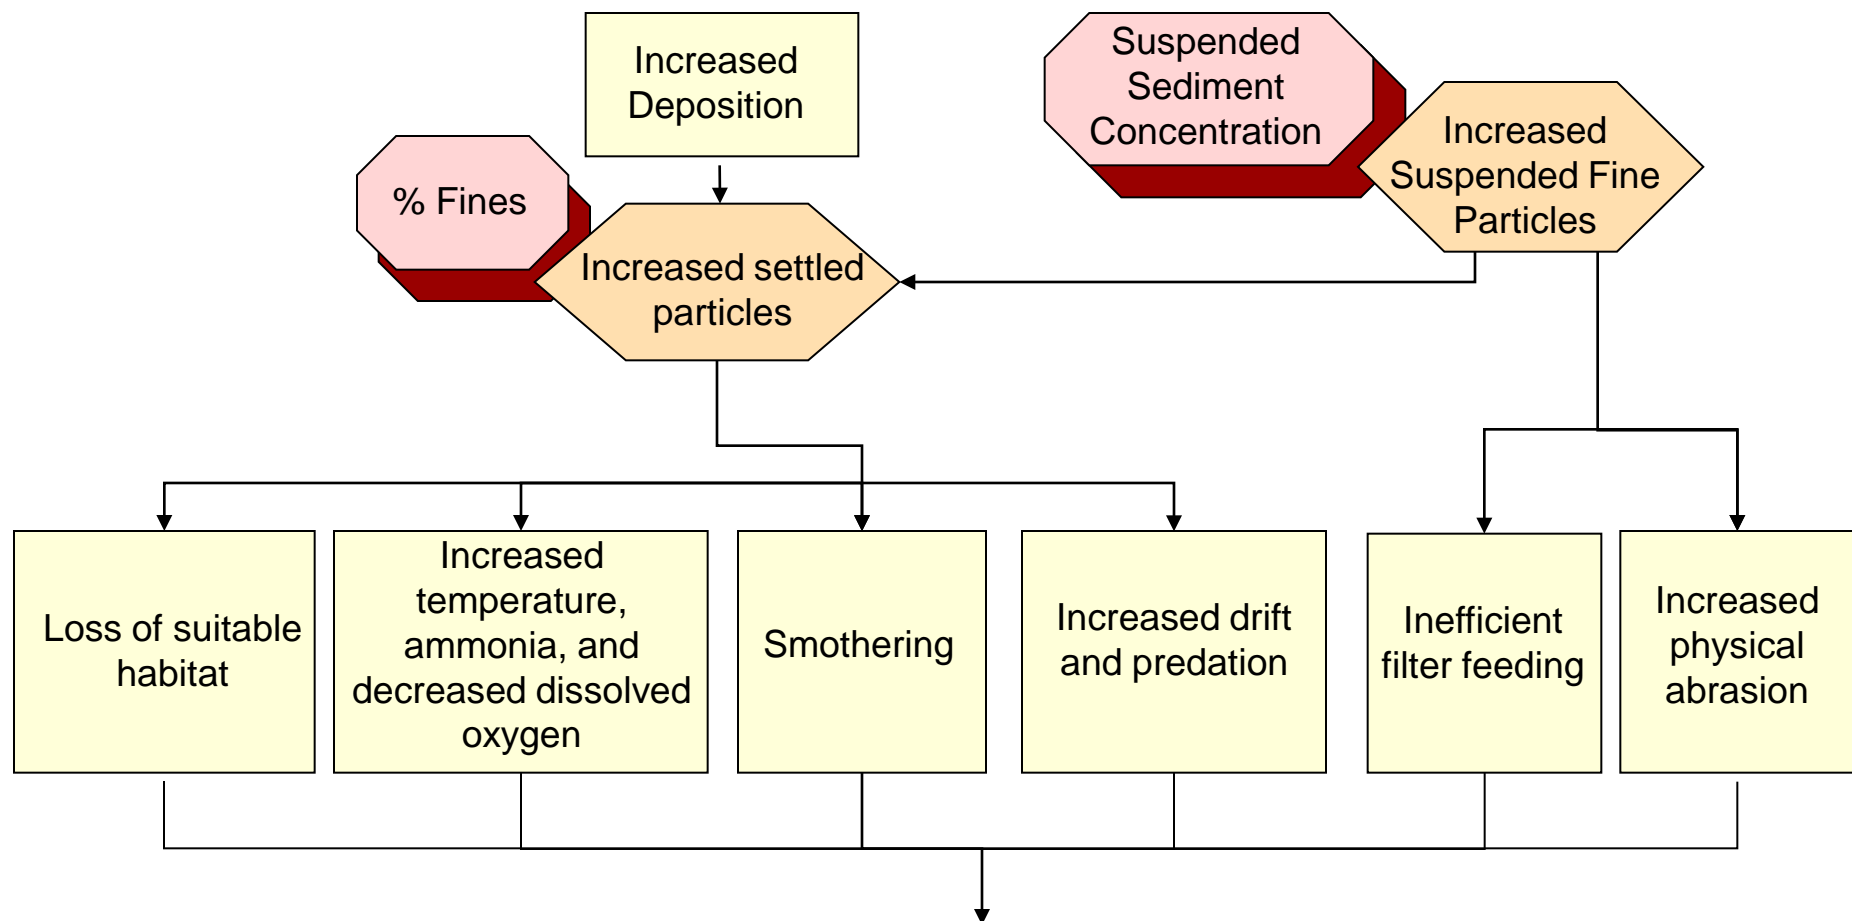 Increased
Deposition
Suspended
Sediment
Concentration
Increased
Suspended Fine
Particles
% Fines
Increased settled
particles
Loss of suitable
habitat
Increased
temperature,
ammonia, and
decreased dissolved
oxygen
Smothering
Increased drift
and predation
Inefficient
filter feeding
Increased
physical
abrasion